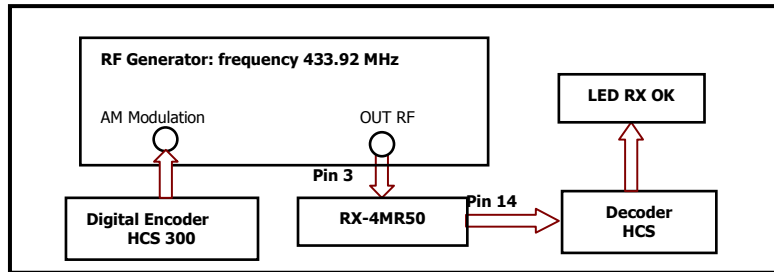 RF Generator: frequency 433.92 MHz
AM Modulation
OUT RF
LED RX OK
Pin 3
Pin 14
Digital Encoder
HCS 300
RX-4MR50
Decoder
HCS